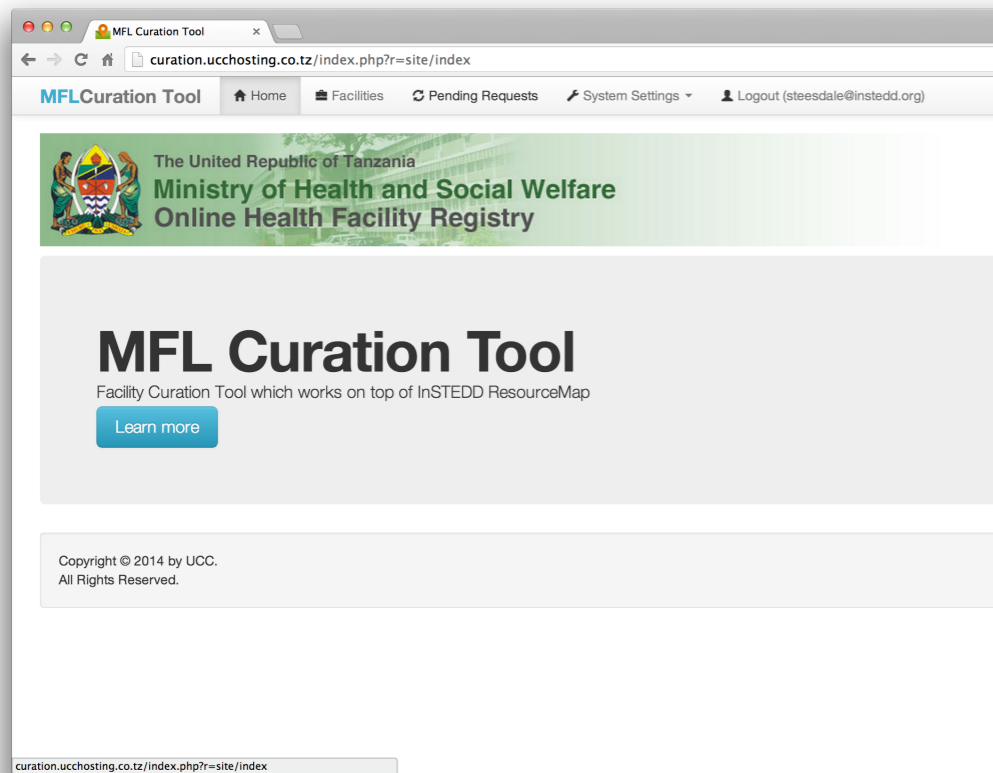 MFL Curation Tool
curation.ucchosting.co.tz/index.php?r=site/index
MFLCuration Tool Home Facilities Pending Requests System Settings Logout (steesdale@instedd.org)
The United Republic of Tanzania
Ministry of Health and Social Welfare
Online Health Facility Registry
MFL Curation Tool
Facility Curation Tool which works on top of InSTEDD ResourceMap
Learn more
Copyright © 2014 by UCC.
All Rights Reserved.
curation.ucchosting.co.tz/index.php?r=site/index